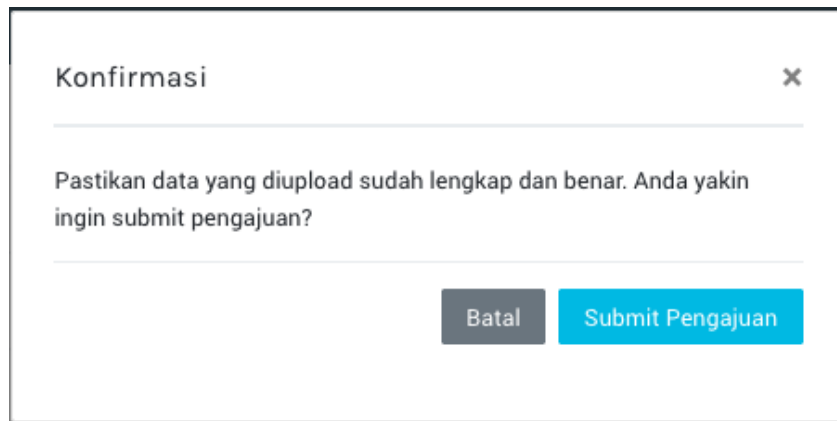 Konfirmasi ×
Pastikan data yang diupload sudah lengkap dan benar. Anda yakin
ingin submit pengajuan?
Batal Submit Pengajuan